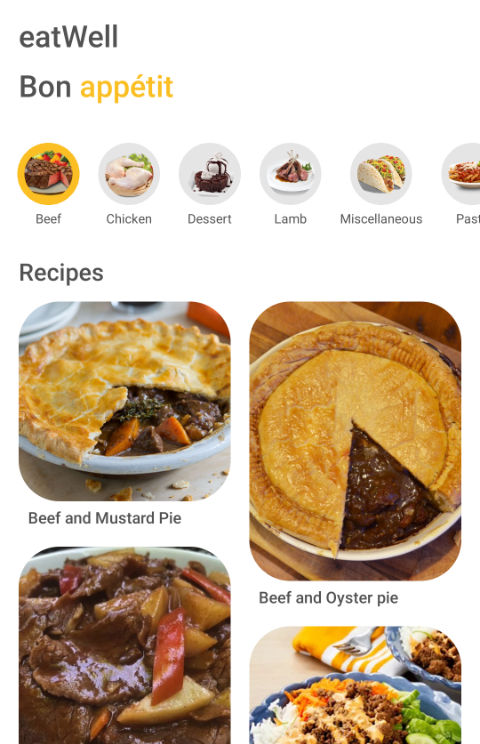 eatWell
Bon appétit
Beef
Chicken
Dessert
Lamb
Miscellaneous
Past
Recipes
Beef and Mustard Pie
Beef and Oyster pie